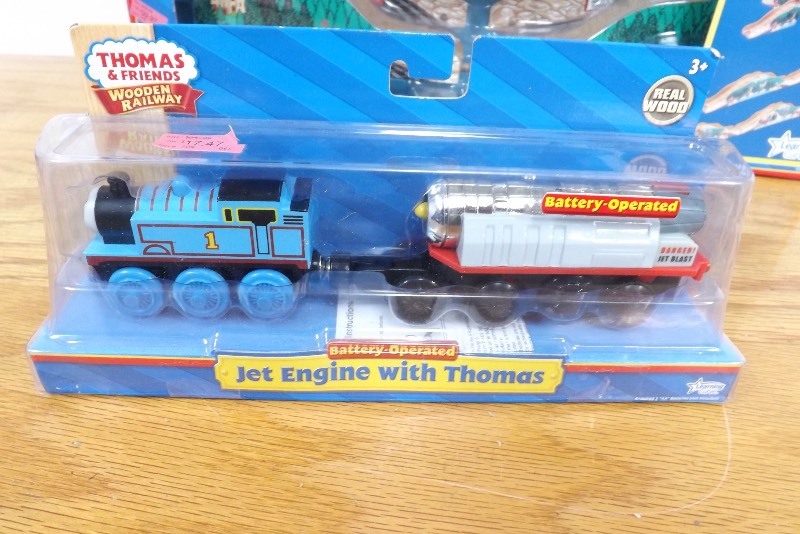 THOMAS
& FRIENDS
WOODEN
RAILWAY
3+
REAL
WOOD
Battery-Operated
1
DANGER!
JET BLAST
Instructions
Battery-Operated
Jet Engine with Thomas